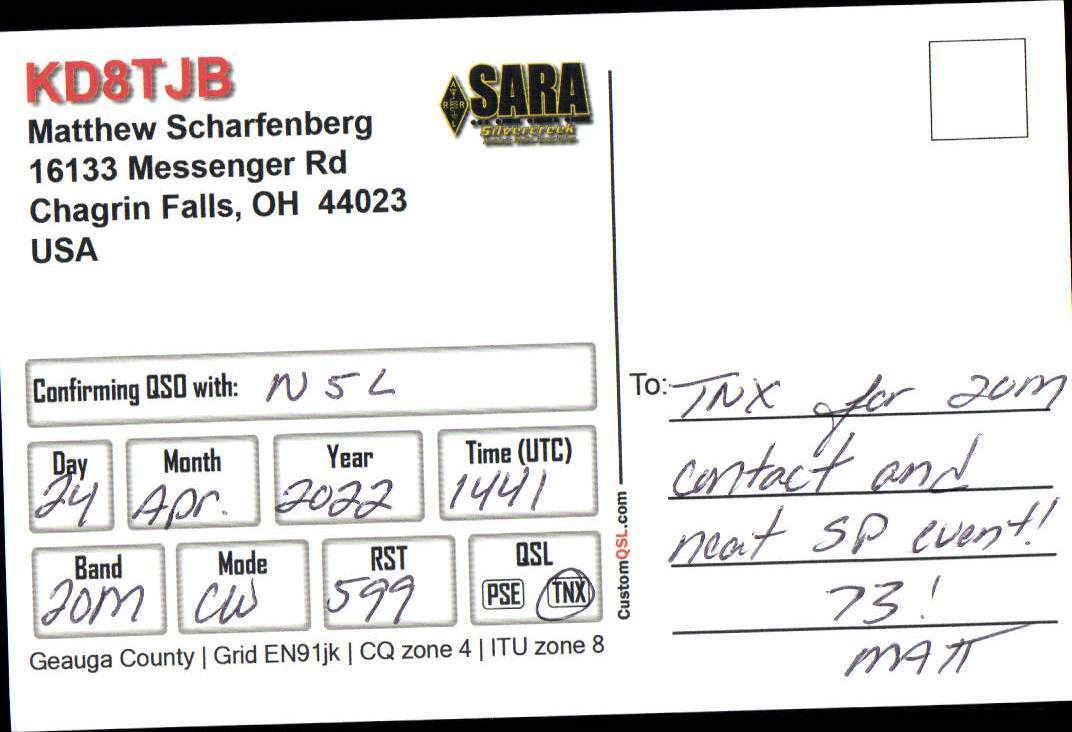 KD8TJB
Matthew Scharfenberg
16133 Messenger Rd
Chagrin Falls, OH 44023
USA
ARRL
SARA
Silvercreek
Confirming QSO with: N5L
Day
24
Month
Apr.
Year
2022
Time (UTC)
1441
Band
20M
Mode
CW
RST
599
QSL
PSE TNX
Geauga County | Grid EN91jk | CQ zone 4 | ITU zone 8
CustomQSL.com
To: TNX for 20m
contact and
neat SP event!
73!
MATT